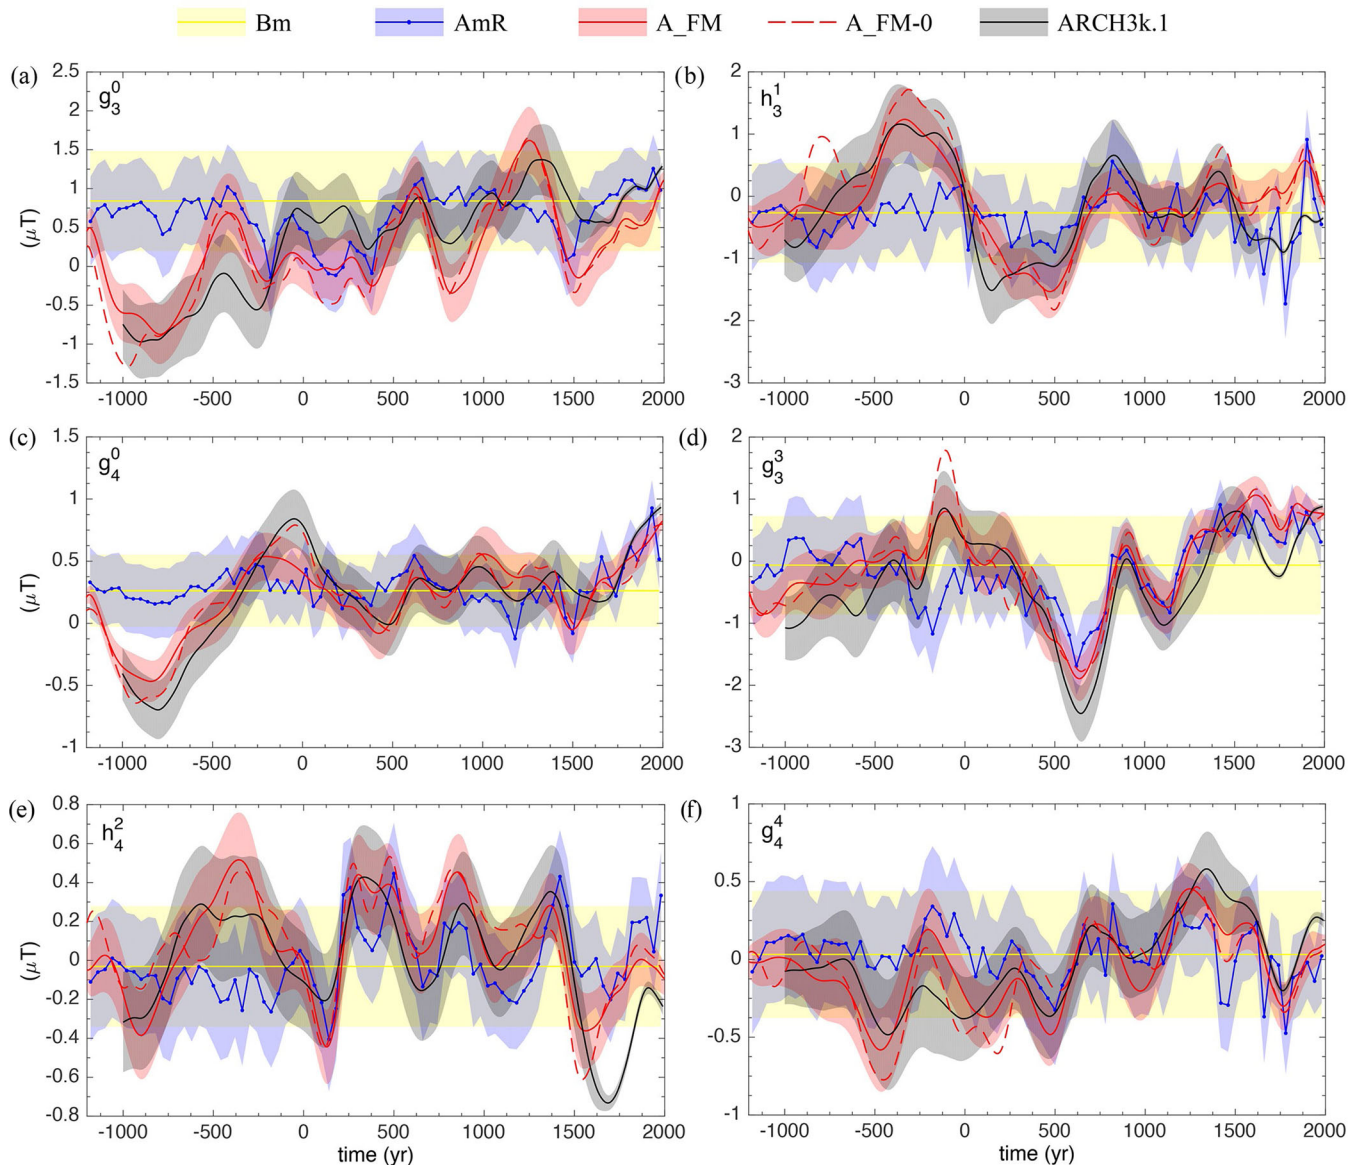 Bm AmR A_FM A_FM-0 ARCH3k.1
(a) (b)
2.5 2 1.5 1 0.5 0 -0.5 -1 -1.5
g₃⁰
(μT)
-1000 -500 0 500 1000 1500 2000
2 1 0 -1 -2 -3
h₃¹
-1000 -500 0 500 1000 1500 2000
(c) (d)
1.5 1 0.5 0 -0.5 -1
g₄⁰
(μT)
-1000 -500 0 500 1000 1500 2000
2 1 0 -1 -2 -3
g₃³
-1000 -500 0 500 1000 1500 2000
(e) (f)
0.8 0.6 0.4 0.2 0 -0.2 -0.4 -0.6 -0.8
h₄²
(μT)
-1000 -500 0 500 1000 1500 2000
time (yr)
1 0.5 0 -0.5 -1
g₄⁴
-1000 -500 0 500 1000 1500 2000
time (yr)